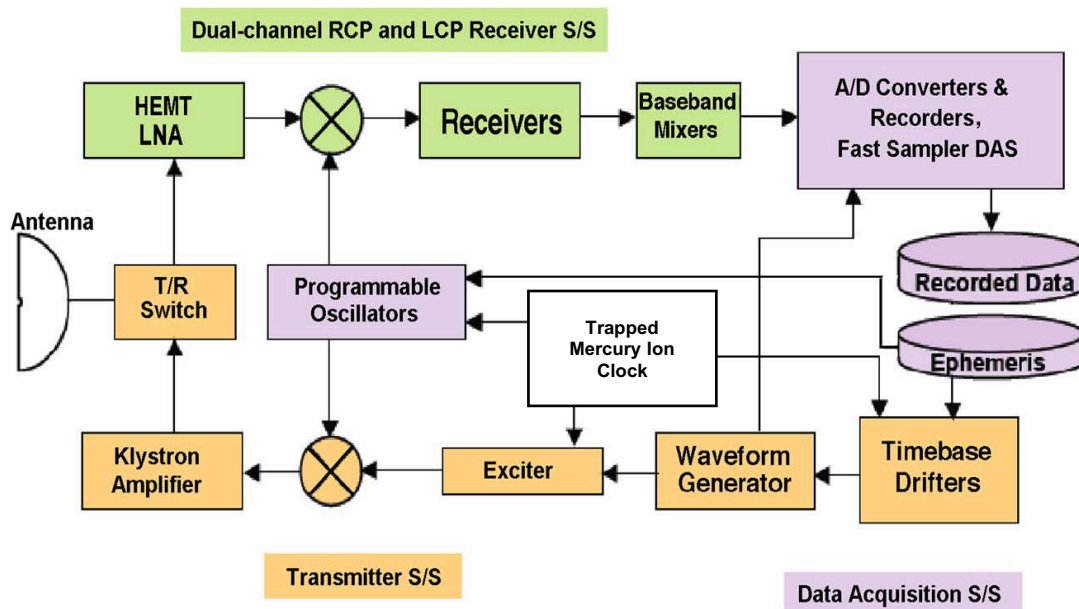 Dual-channel RCP and LCP Receiver S/S
HEMT
LNA
Receivers
Baseband
Mixers
A/D Converters &
Recorders,
Fast Sampler DAS
Antenna
T/R
Switch
Programmable
Oscillators
Trapped
Mercury Ion
Clock
Recorded Data
Ephemeris
Klystron
Amplifier
Exciter
Waveform
Generator
Timebase
Drifters
Transmitter S/S
Data Acquisition S/S